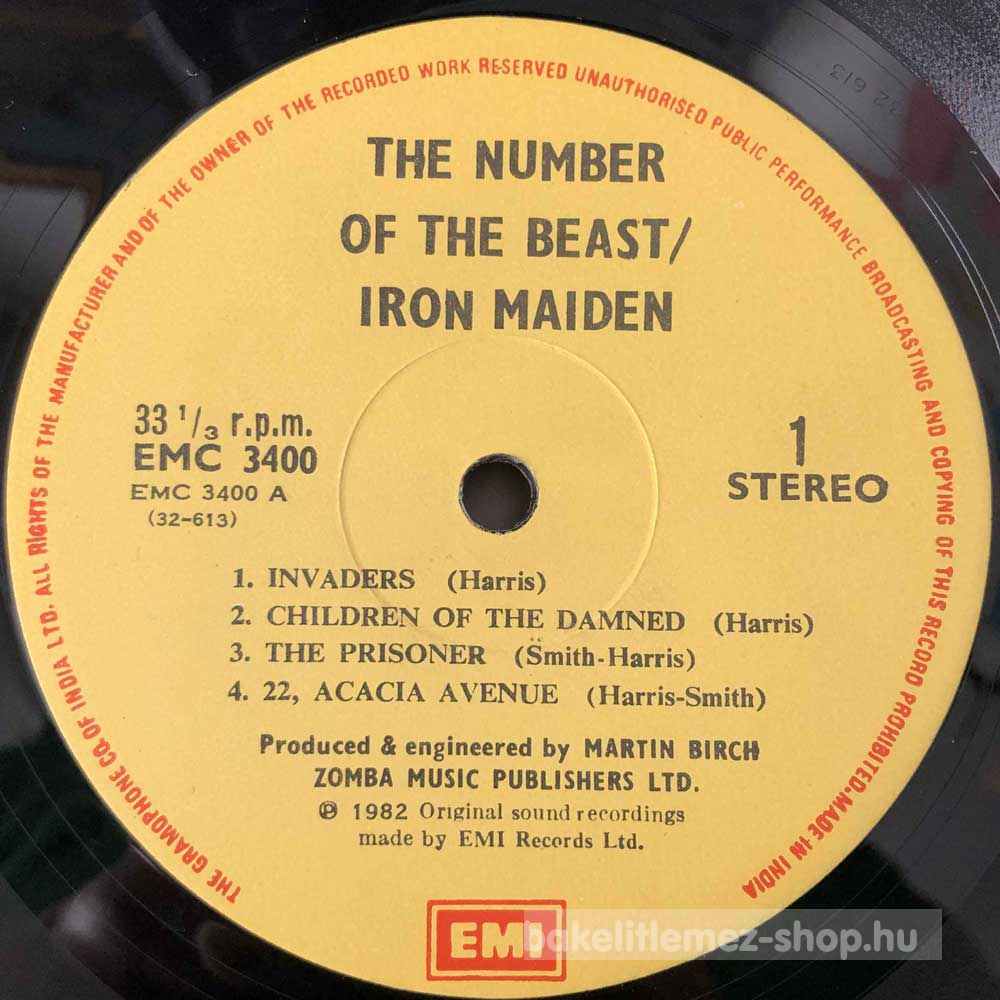 THE GRAMOPHONE CO. OF INDIA LTD. ALL RIGHTS OF THE MANUFACTURER AND OF THE OWNER OF THE RECORDED WORK RESERVED UNAUTHORISED PUBLIC PERFORMANCE BROADCASTING AND COPYING OF THIS RECORD PROHIBITED. MADE IN INDIA
32 613
THE NUMBER
OF THE BEAST/
IRON MAIDEN
33 1/3 r.p.m.
EMC 3400
EMC 3400 A
(32-613)
1
STEREO
1. INVADERS (Harris)
2. CHILDREN OF THE DAMNED (Harris)
3. THE PRISONER (Smith-Harris)
4. 22, ACACIA AVENUE (Harris-Smith)
Produced & engineered by MARTIN BIRCH
ZOMBA MUSIC PUBLISHERS LTD.
℗ 1982 Original sound recordings
made by EMI Records Ltd.
EMI
bakelitlemez-shop.hu